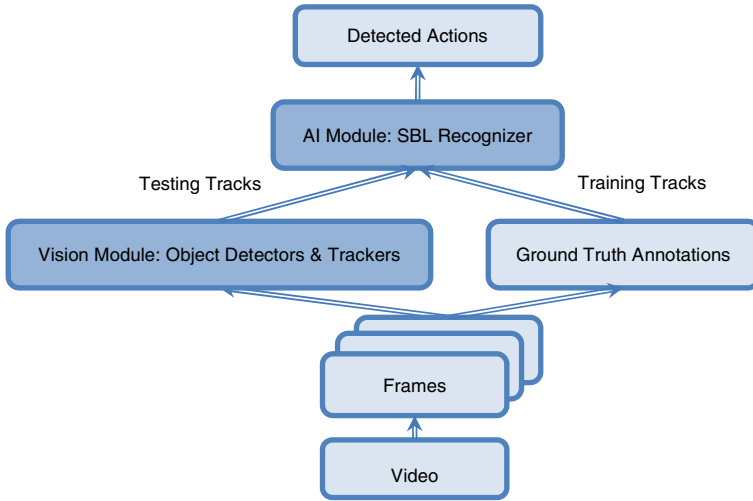 Detected Actions
AI Module: SBL Recognizer
Testing Tracks
Training Tracks
Vision Module: Object Detectors & Trackers
Ground Truth Annotations
Frames
Video